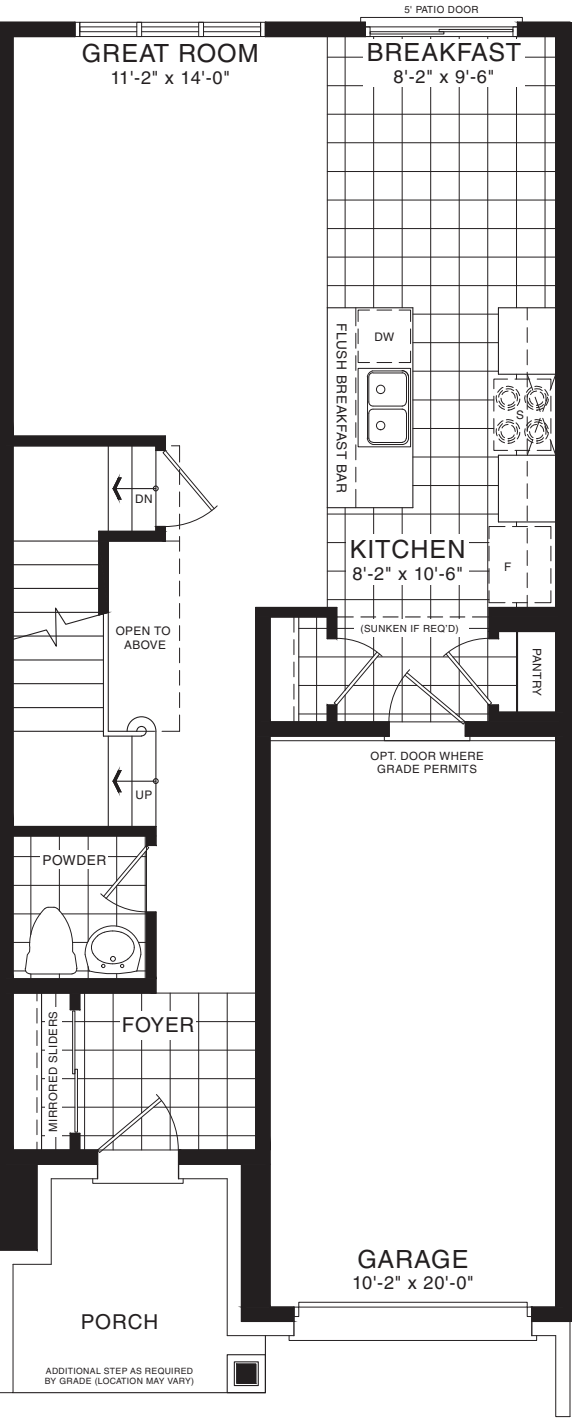 5' PATIO DOOR
GREAT ROOM
11'-2" x 14'-0"
BREAKFAST
8'-2" x 9'-6"
FLUSH BREAKFAST BAR
DW
S
DN
KITCHEN
8'-2" x 10'-6"
F
OPEN TO
ABOVE
(SUNKEN IF REQ'D)
PANTRY
OPT. DOOR WHERE
GRADE PERMITS
UP
POWDER
MIRRORED SLIDERS
FOYER
GARAGE
10'-2" x 20'-0"
PORCH
ADDITIONAL STEP AS REQUIRED
BY GRADE (LOCATION MAY VARY)